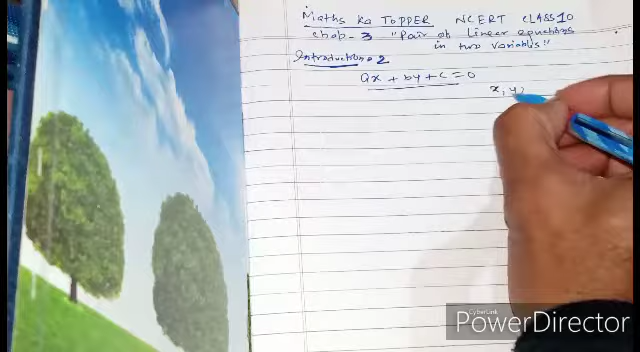 Maths Ka TOPPER NCERT CLASS 10
chap-3 "Pair of Linear equations
in two variables"
Introduction 2
ax + by + c = 0
x, y
CyberLink
PowerDirector